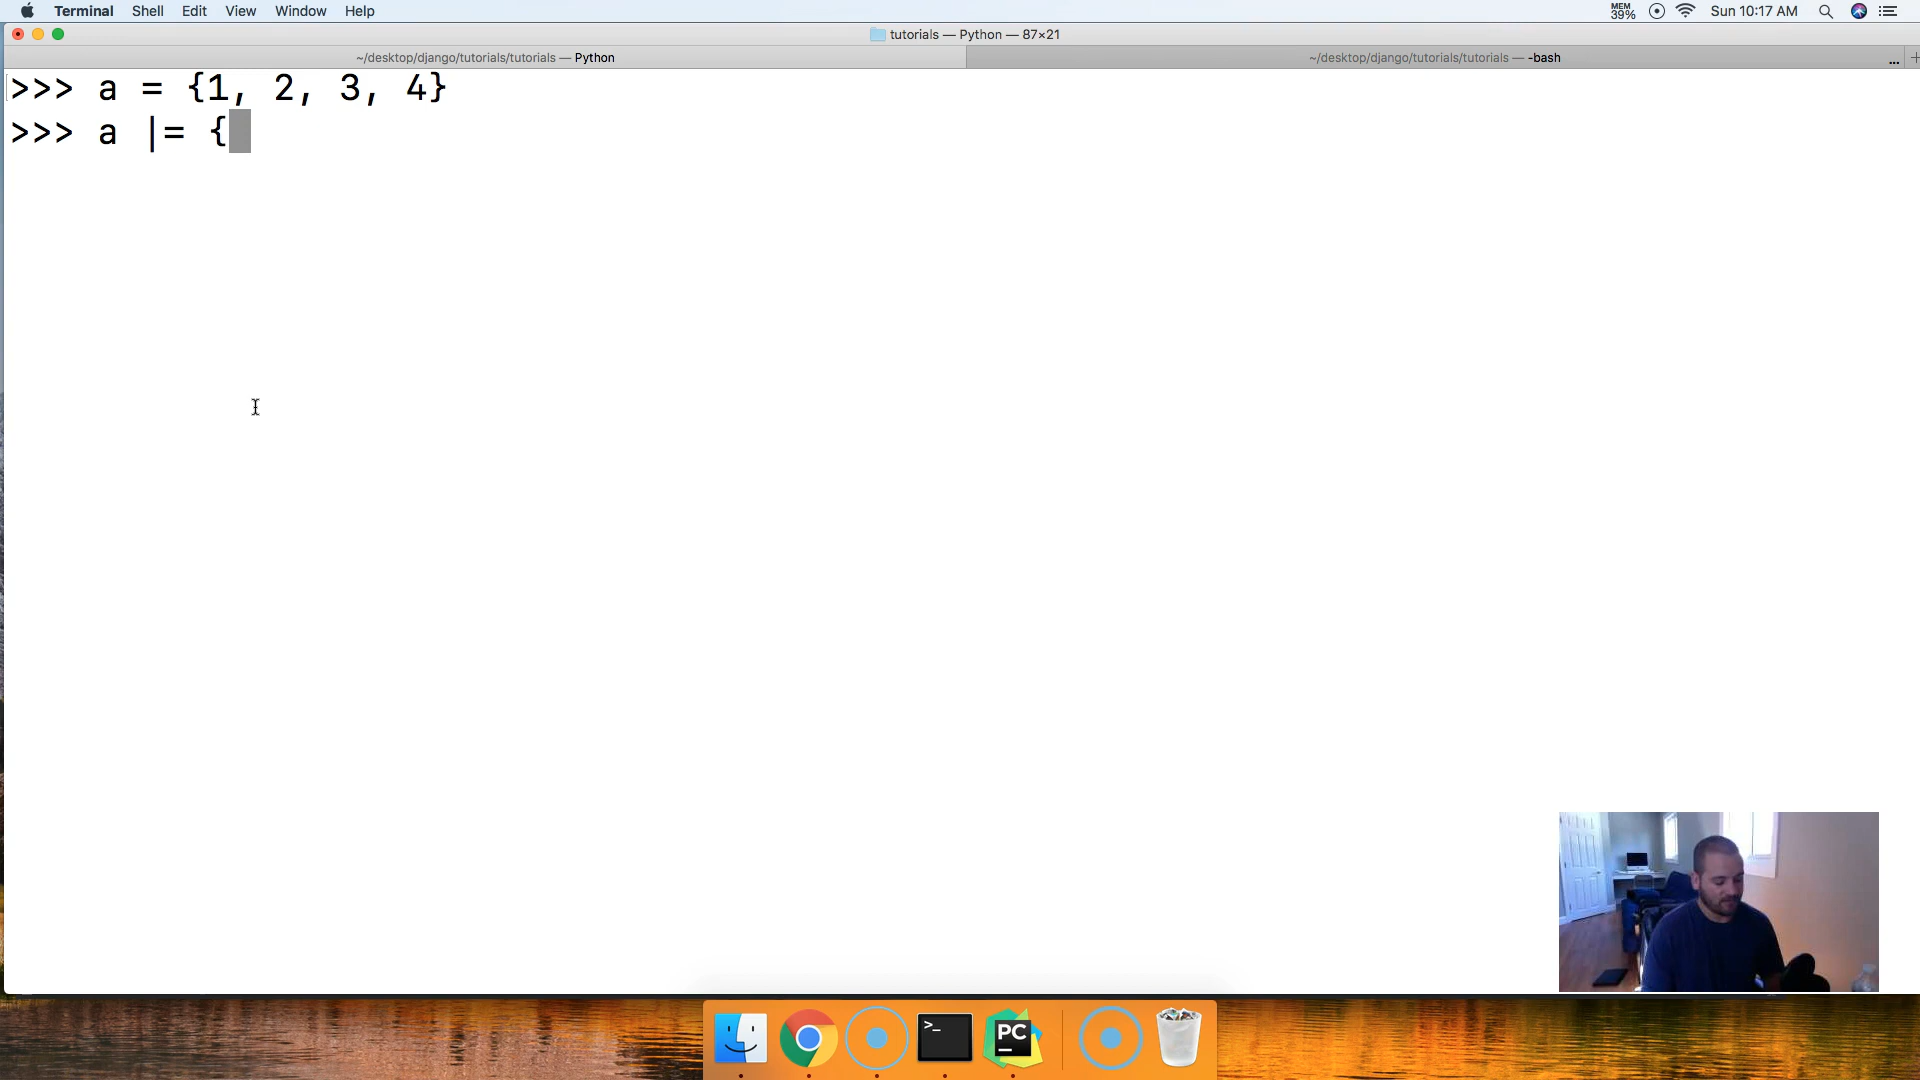 Terminal Shell Edit View Window Help MEM 39% Sun 10:17 AM
tutorials — Python — 87×21
~/desktop/django/tutorials/tutorials — Python ~/desktop/django/tutorials/tutorials — -bash ... +
>>> a = {1, 2, 3, 4}
>>> a |= {
>_ PC